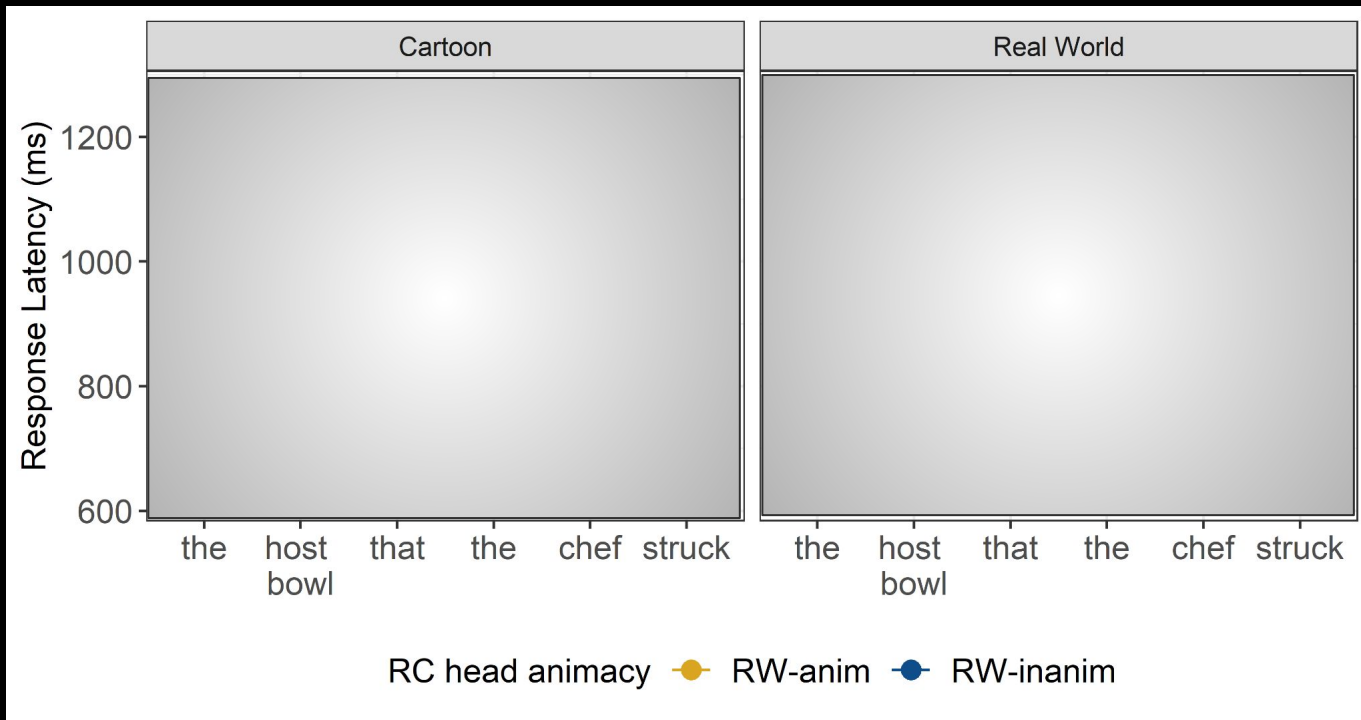 Cartoon Real World
Response Latency (ms)
1200
1000
800
600
the host that the chef struck the host that the chef struck
bowl bowl
RC head animacy RW-anim RW-inanim